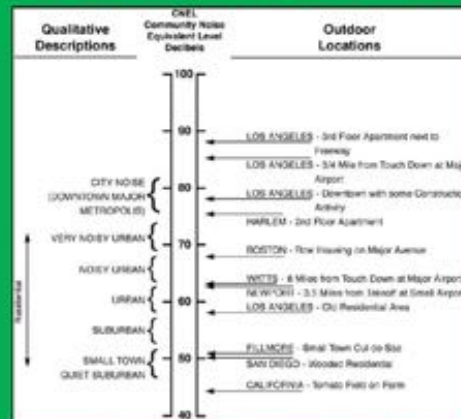 Qualitative
Descriptions
CNEL
Community Noise
Equivalent Level
Decibels
Outdoor
Locations
100
90
80
70
60
50
40
CITY NOISE
(DOWNTOWN MAJOR
METROPOLIS)
VERY NOISY URBAN
NOISY URBAN
URBAN
SUBURBAN
SMALL TOWN
QUIET SUBURBAN
Residential
LOS ANGELES - 3rd Floor Apartment next to
Freeway
LOS ANGELES - 3/4 Mile from Touch Down at Major
Airport
LOS ANGELES - Downtown with some Construction
Activity
HARLEM - 2nd Floor Apartment
BOSTON - Row Housing on Major Avenue
WATTS - 8 Miles from Touch Down at Major Airport
NEWPORT - 3.5 Miles from Takeoff at Small Airport
LOS ANGELES - Old Residential Area
FILLMORE - Small Town Cul-de-Sac
SAN DIEGO - Wooded Residential
CALIFORNIA - Tomato Field on Farm